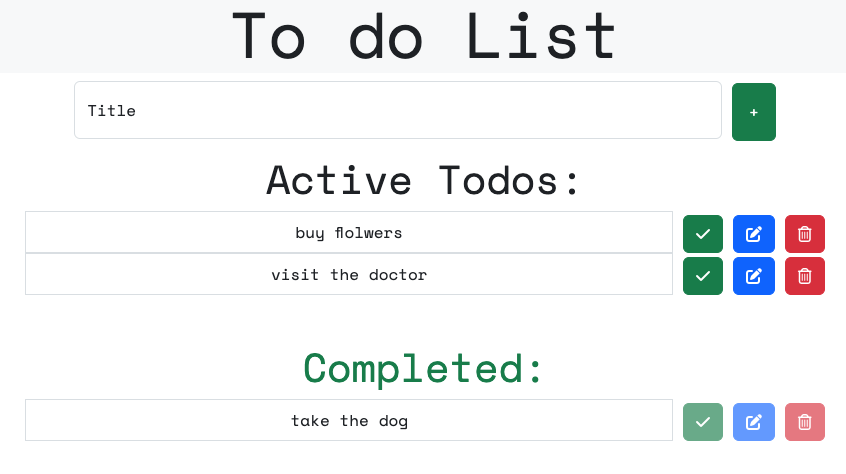 To do List
Title
+
Active Todos:
buy flolwers
visit the doctor
Completed:
take the dog